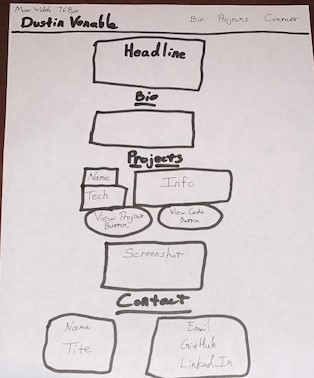 Max Width 768px
Dustin Venable
Bio Projects Contact
Headline
Bio
Projects
Name
Info
Tech
View Project
Button
View Code
Button
Screenshot
Contact
Name
Title
Email
GitHub
LinkedIn